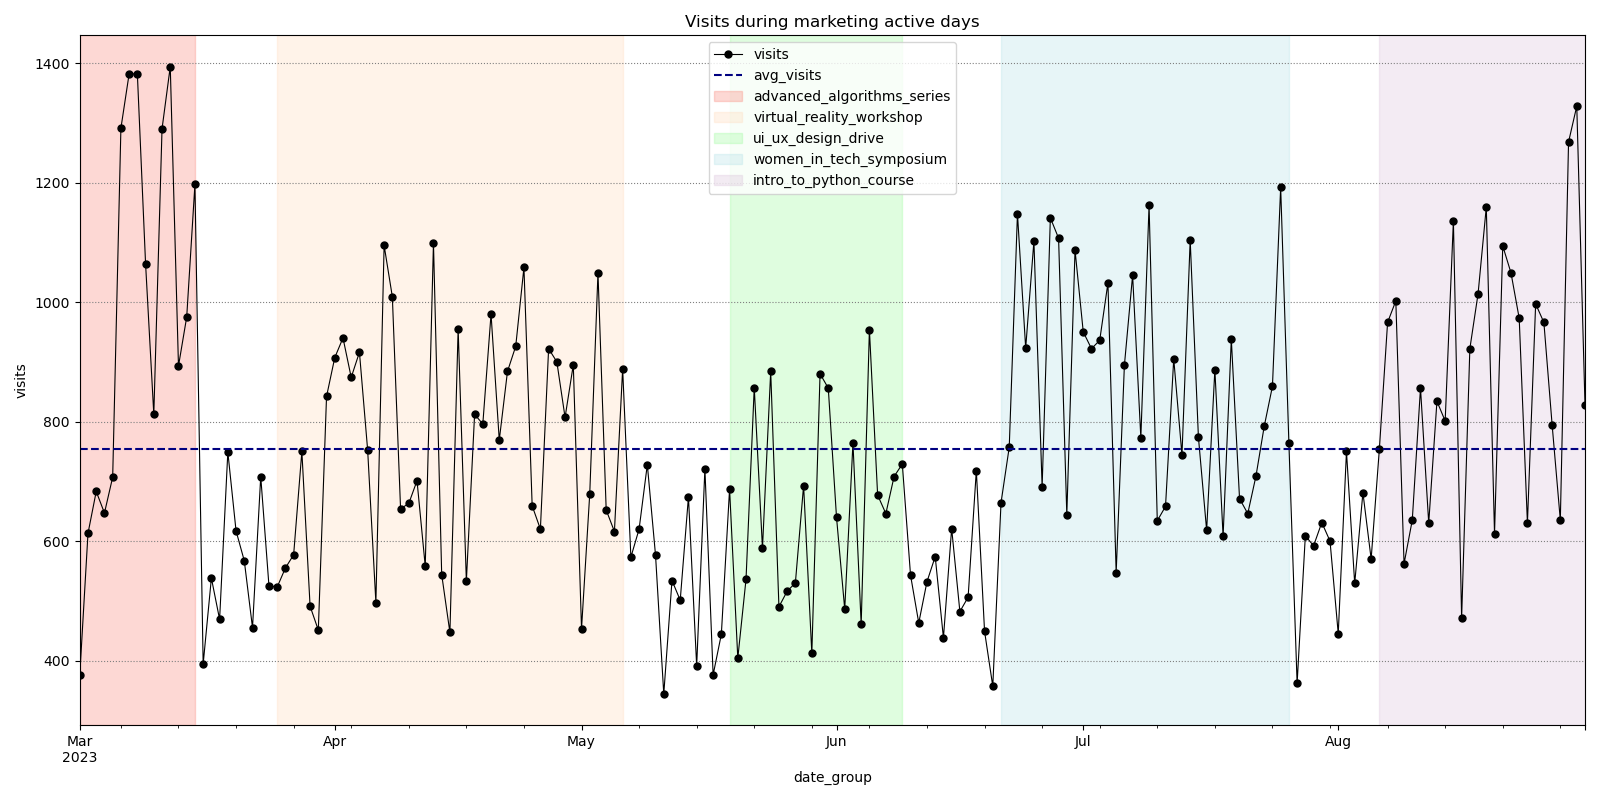 Visits during marketing active days
visits
avg_visits
advanced_algorithms_series
virtual_reality_workshop
ui_ux_design_drive
women_in_tech_symposium
intro_to_python_course
1400
1200
1000
800
600
400
visits
Mar
2023
Apr
May
Jun
Jul
Aug
date_group